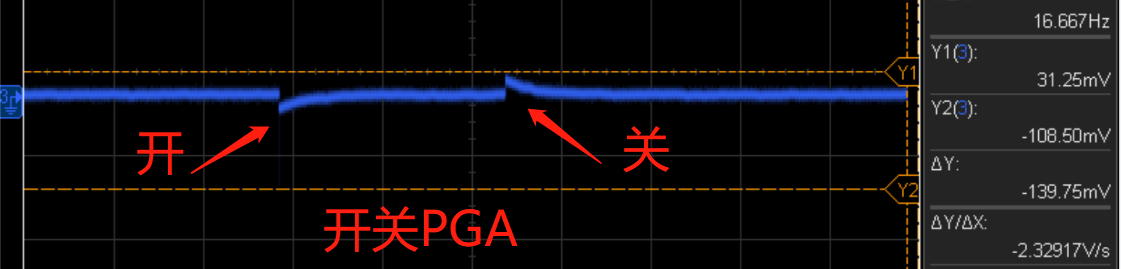 16.667Hz
Y1(3):
31.25mV
Y2(3):
-108.50mV
ΔY:
-139.75mV
ΔY/ΔX:
-2.32917V/s
Y1
3
开
关
Y2
开关PGA